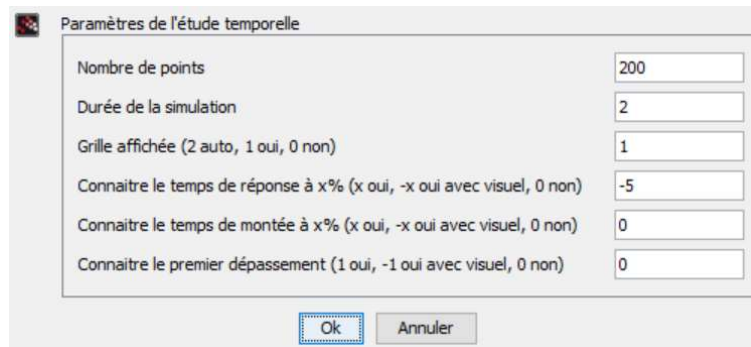 Paramètres de l'étude temporelle
Nombre de points 200
Durée de la simulation 2
Grille affichée (2 auto, 1 oui, 0 non) 1
Connaitre le temps de réponse à x% (x oui, -x oui avec visuel, 0 non) -5
Connaitre le temps de montée à x% (x oui, -x oui avec visuel, 0 non) 0
Connaitre le premier dépassement (1 oui, -1 oui avec visuel, 0 non) 0
Ok Annuler